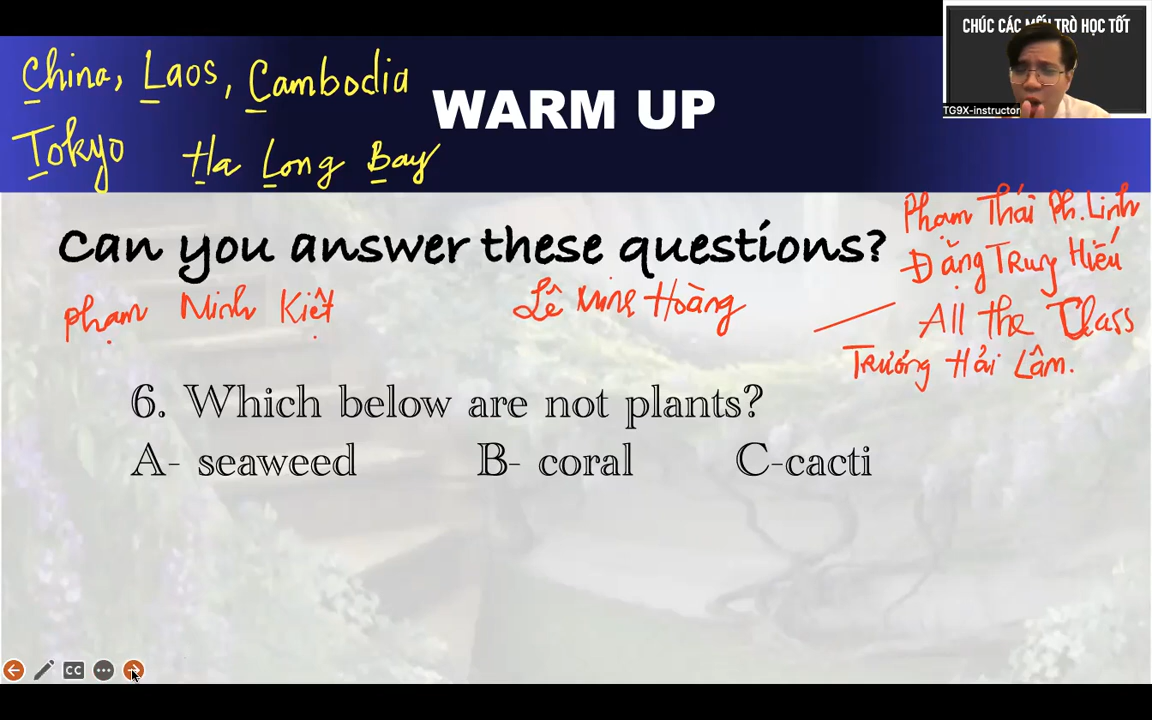 CHÚC CÁC MỐI TRÒ HỌC TỐT
TG9X-instructor
China, Laos, Cambodia
Tokyo Ha Long Bay
WARM UP
Can you answer these questions?
Phạm Thái Ph. Linh
Đặng Truy Hiếu
All the Class
Trương Hải Lâm.
Phạm Minh Kiệt
Lê Minh Hoàng
6. Which below are not plants?
A- seaweed B- coral C-cacti
CC